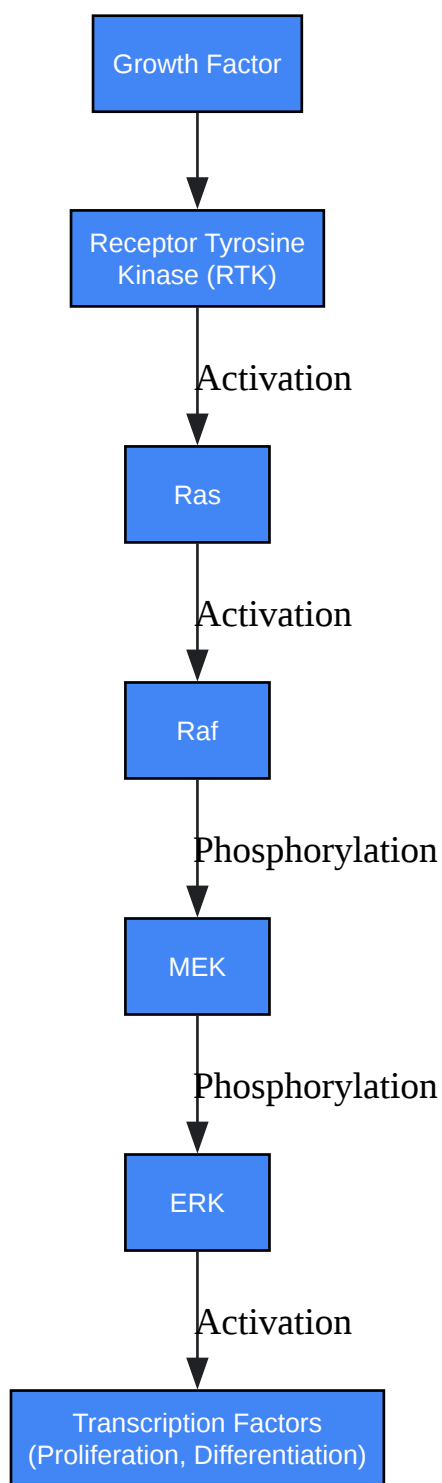 Growth Factor
Receptor Tyrosine
Kinase (RTK)
Activation
Ras
Activation
Raf
Phosphorylation
MEK
Phosphorylation
ERK
Activation
Transcription Factors
(Proliferation, Differentiation)